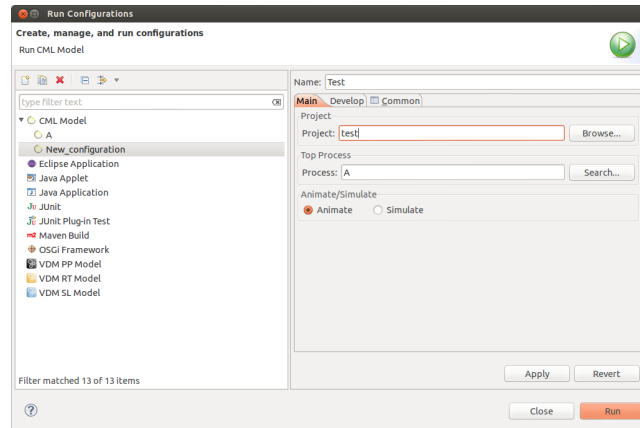 Run Configurations
Create, manage, and run configurations
Run CML Model
type filter text
CML Model
A
New_configuration
Eclipse Application
Java Applet
Java Application
Ju JUnit
JUnit Plug-in Test
m2 Maven Build
OSGi Framework
VDM PP Model
VDM RT Model
VDM SL Model
Filter matched 13 of 13 items
Name: Test
Main Develop Common
Project
Project: test Browse...
Top Process
Process: A Search...
Animate/Simulate
Animate Simulate
Apply Revert
? Close Run